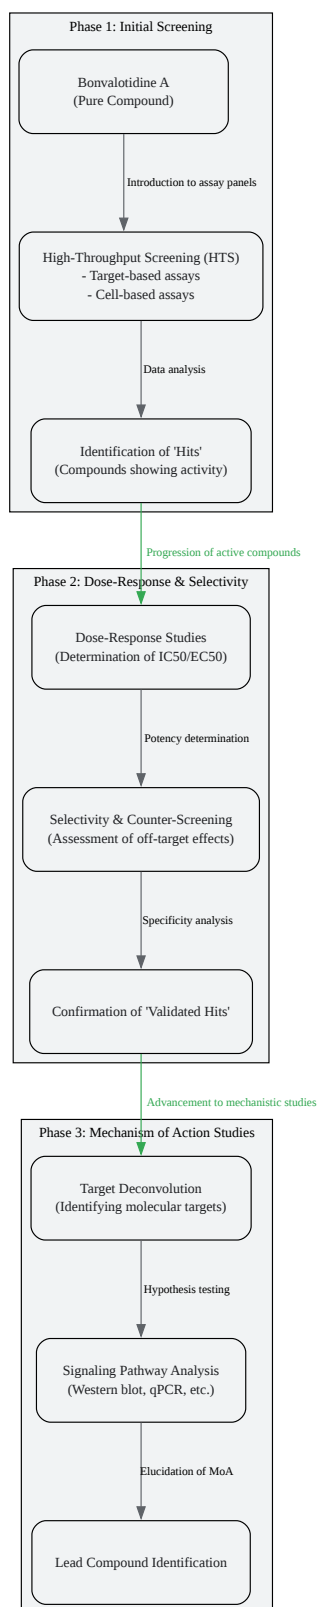 Phase 1: Initial Screening
Bonvalotidine A
(Pure Compound)
Introduction to assay panels
High-Throughput Screening (HTS)
- Target-based assays
- Cell-based assays
Data analysis
Identification of 'Hits'
(Compounds showing activity)
Progression of active compounds
Phase 2: Dose-Response & Selectivity
Dose-Response Studies
(Determination of IC50/EC50)
Potency determination
Selectivity & Counter-Screening
(Assessment of off-target effects)
Specificity analysis
Confirmation of 'Validated Hits'
Advancement to mechanistic studies
Phase 3: Mechanism of Action Studies
Target Deconvolution
(Identifying molecular targets)
Hypothesis testing
Signaling Pathway Analysis
(Western blot, qPCR, etc.)
Elucidation of MoA
Lead Compound Identification